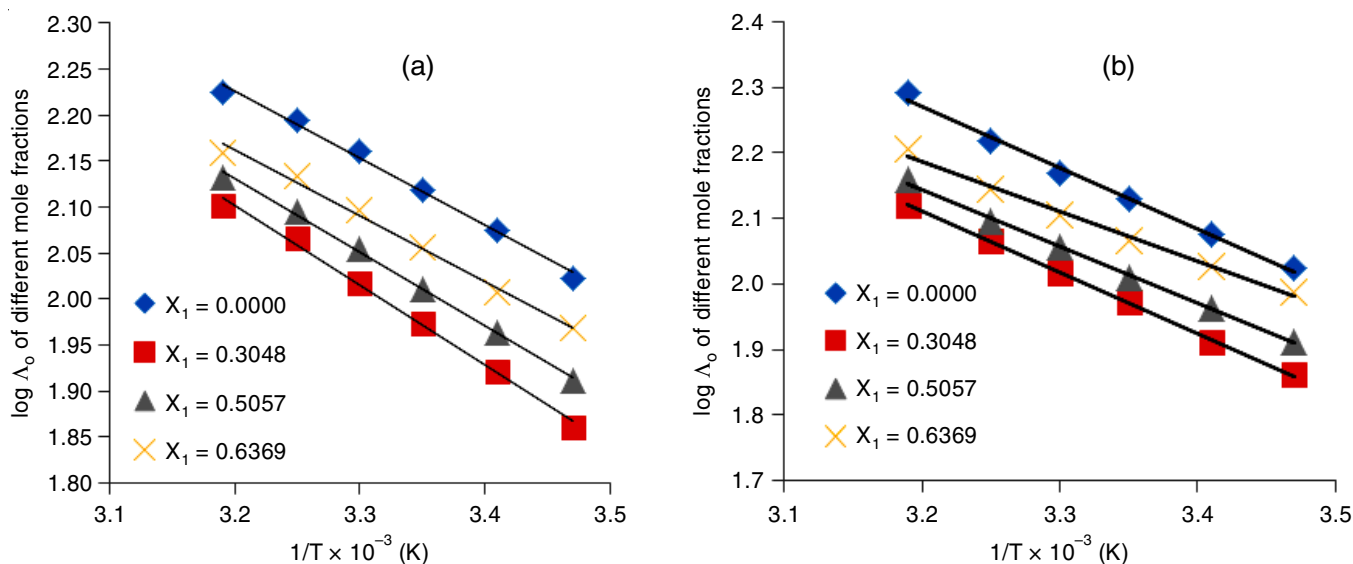 (a)
log Λo of different mole fractions
2.30
2.25
2.20
2.15
2.10
2.05
2.00
1.95
1.90
1.85
1.80
X1 = 0.0000
X1 = 0.3048
X1 = 0.5057
X1 = 0.6369
3.1 3.2 3.3 3.4 3.5
1/T × 10⁻³ (K)
(b)
log Λo of different mole fractions
2.4
2.3
2.2
2.1
2.0
1.9
1.8
1.7
X1 = 0.0000
X1 = 0.3048
X1 = 0.5057
X1 = 0.6369
3.1 3.2 3.3 3.4 3.5
1/T × 10⁻³ (K)